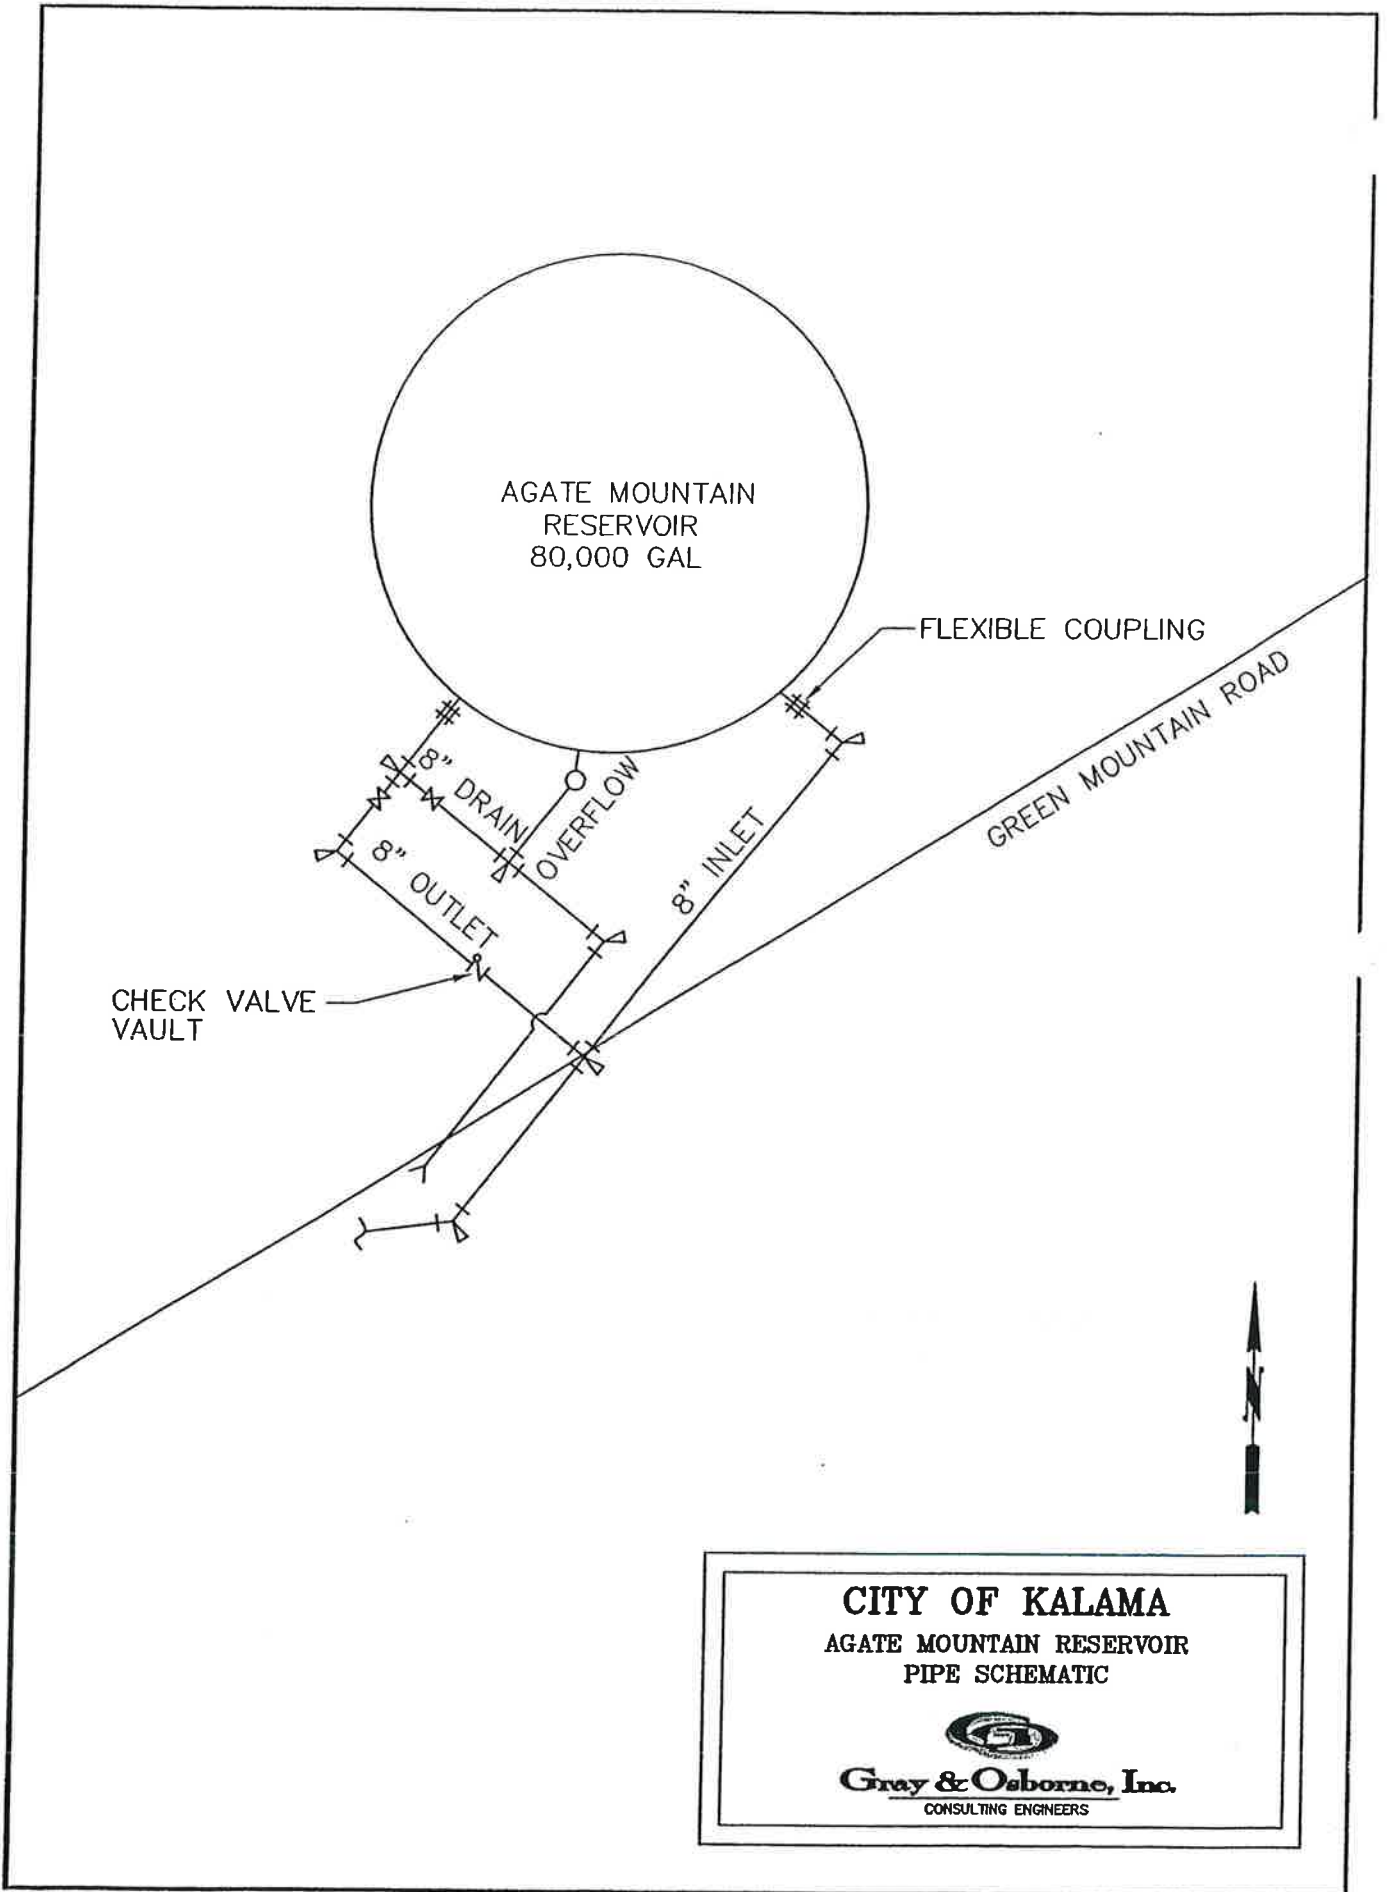 AGATE MOUNTAIN
RESERVOIR
80,000 GAL
FLEXIBLE COUPLING
GREEN MOUNTAIN ROAD
8" DRAIN
OVERFLOW
8" INLET
8" OUTLET
CHECK VALVE
VAULT
N
CITY OF KALAMA
AGATE MOUNTAIN RESERVOIR
PIPE SCHEMATIC
Gray & Osborne, Inc.
CONSULTING ENGINEERS